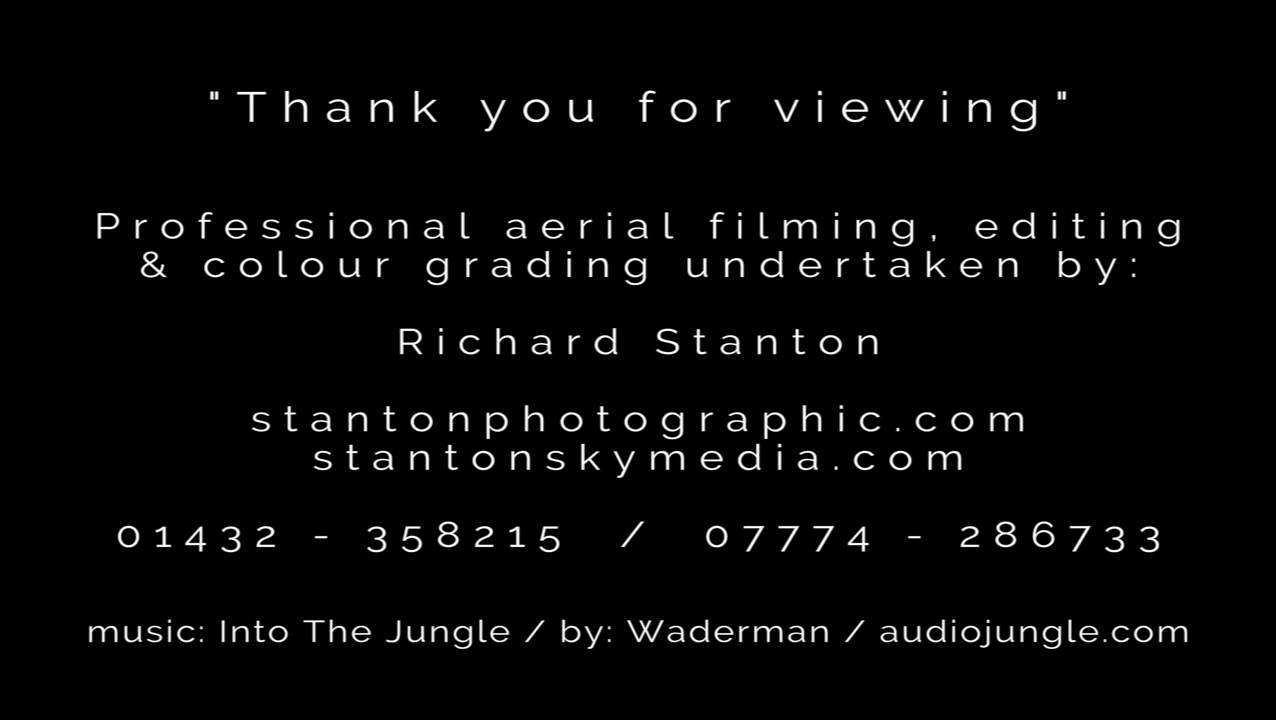 "Thank you for viewing"
Professional aerial filming, editing
& colour grading undertaken by:
Richard Stanton
stantonphotographic.com
stantonskymedia.com
01432 - 358215 / 07774 - 286733
music: Into The Jungle / by: Waderman / audiojungle.com